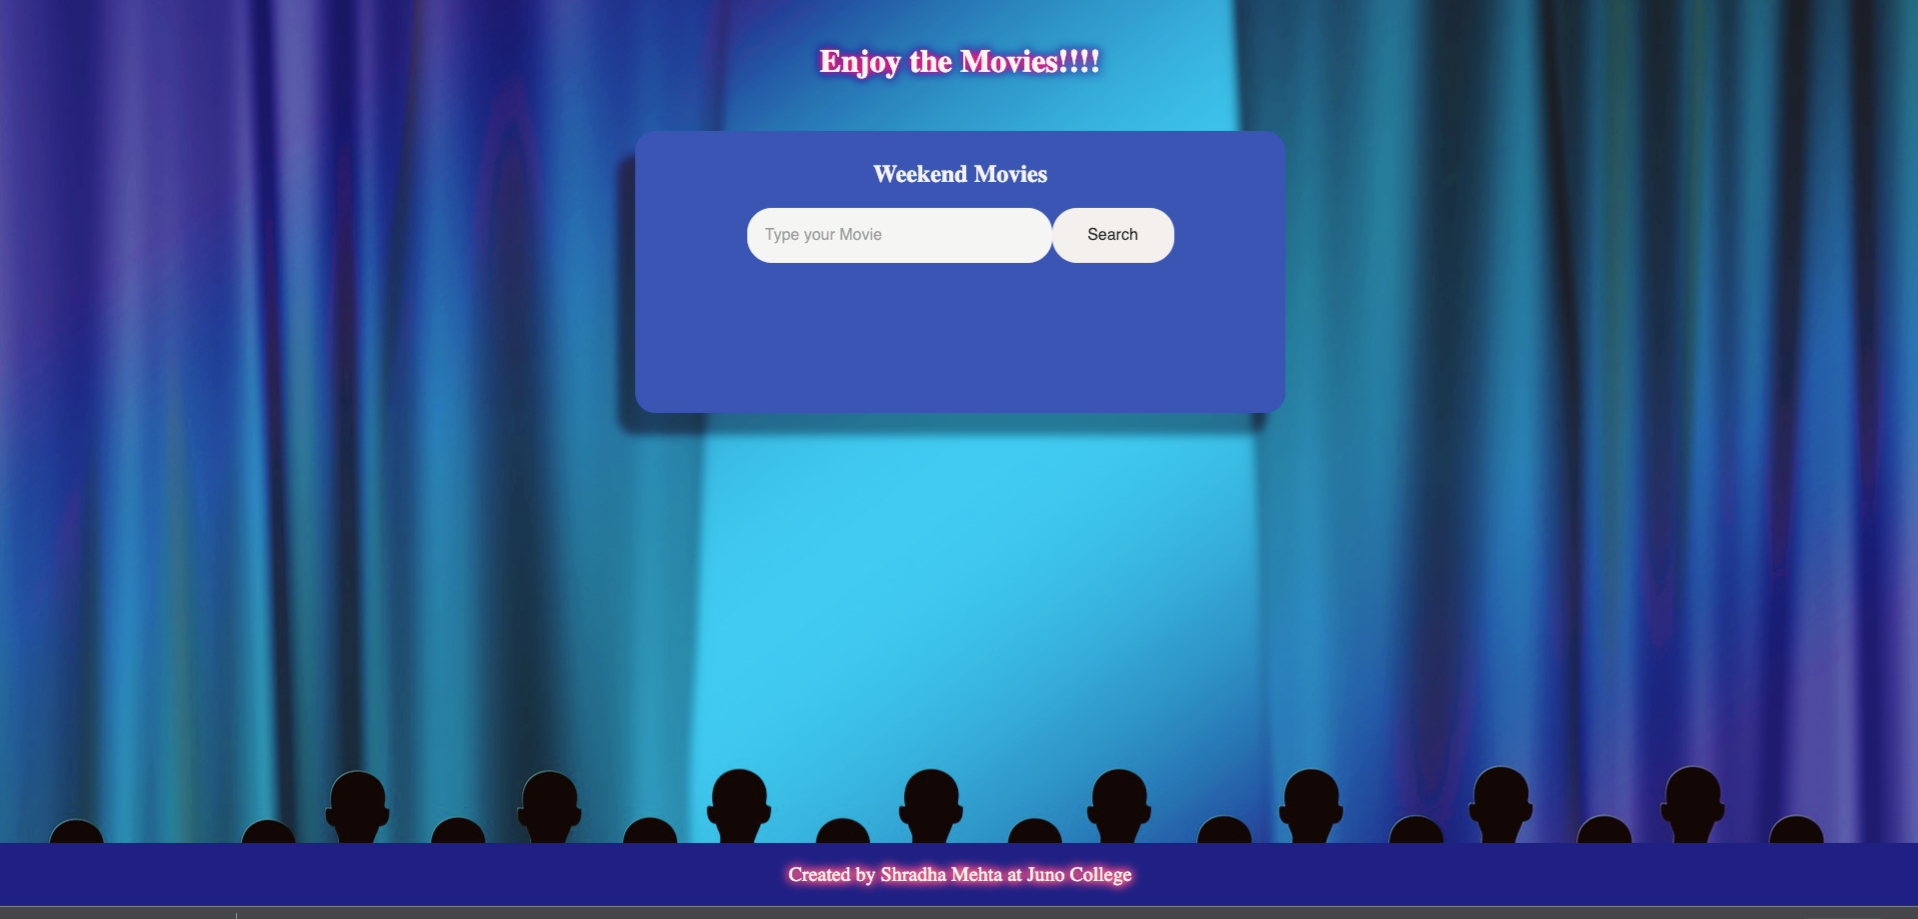 Enjoy the Movies!!!!
Weekend Movies
Type your Movie
Search
Created by Shradha Mehta at Juno College